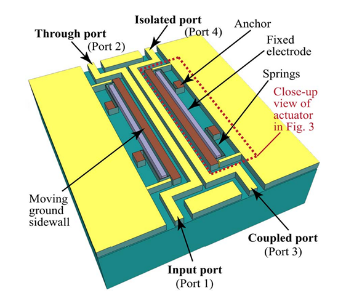 Isolated port
(Port 4)
Through port
(Port 2)
Anchor
Fixed
electrode
Springs
Close-up
view of
actuator
in Fig. 3
Moving
ground
sidewall
Coupled port
(Port 3)
Input port
(Port 1)